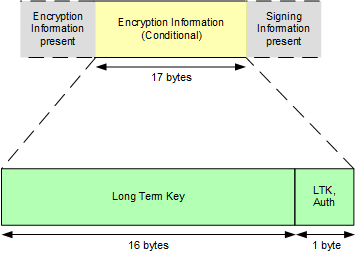 Encryption
Information
present
Encryption Information
(Conditional)
Signing
Information
present
17 bytes
Long Term Key
LTK,
Auth
16 bytes
1 byte